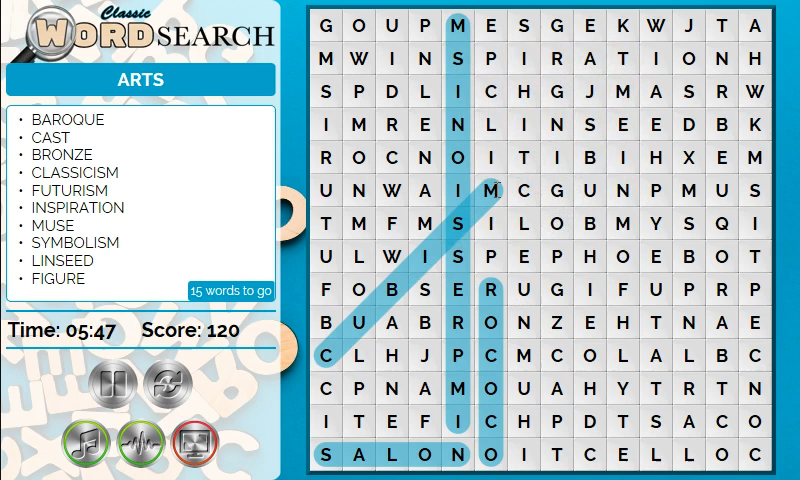 Classic
WORDSEARCH
ARTS
• BAROQUE
• CAST
• BRONZE
• CLASSICISM
• FUTURISM
• INSPIRATION
• MUSE
• SYMBOLISM
• LINSEED
• FIGURE
15 words to go
Time: 05:47 Score: 120
G O U P M E S G E K W J T A
M W I N S P I R A T I O N H
S P D L I C H G J M A S R W
I M R E N L I N S E E D B K
R O C N O I T I B I H X E M
U N W A I M C G U N P M U S
T M F M S I L O B M Y S Q I
U L W I S P E P H O E B O T
F O B S E R U G I F U P R P
B U A B R O N Z E H T N A E
C L H J P C M C O L A L B C
C P N A M O U A H Y T R T N
I T E F I C H P D T S A C O
S A L O N O I T C E L L O C